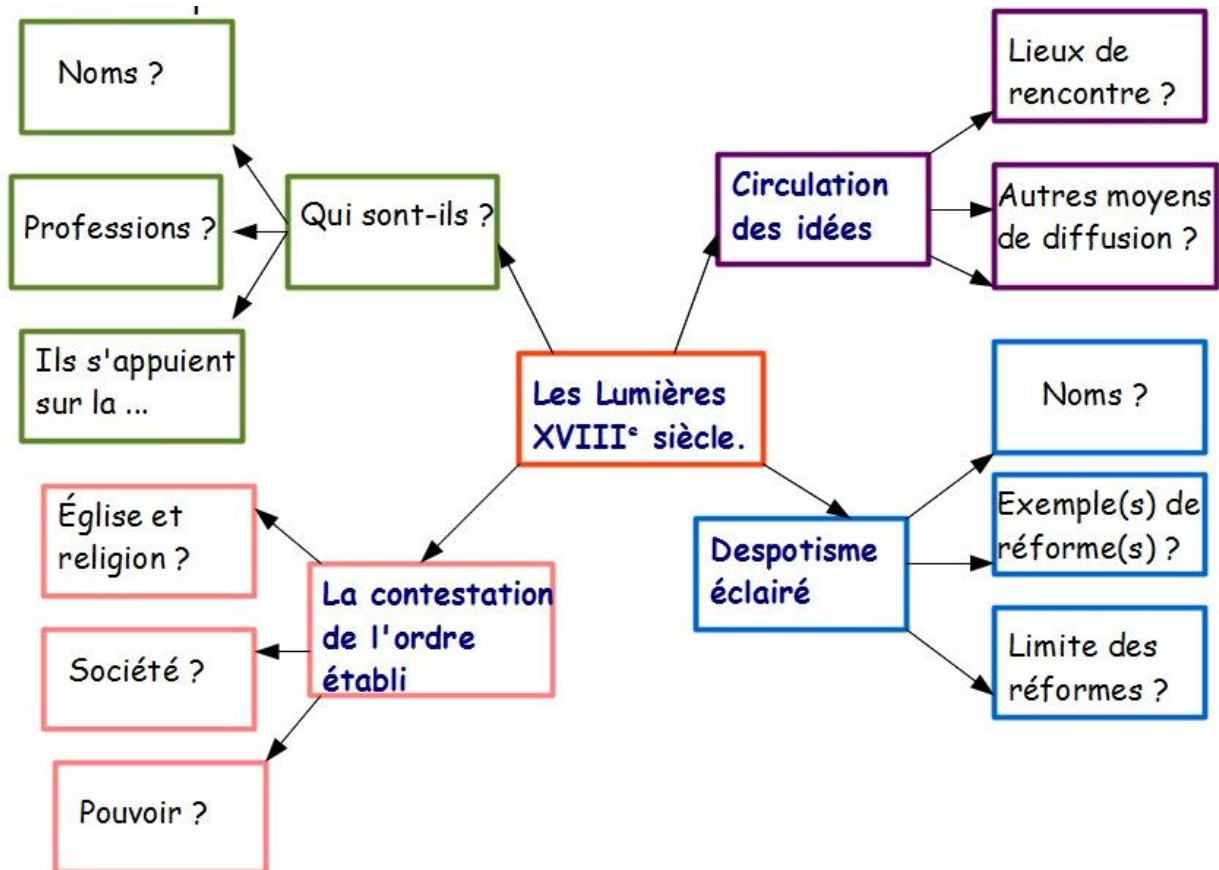 Noms ?
Professions ?
Ils s'appuient
sur la ...
Qui sont-ils ?
Circulation
des idées
Lieux de
rencontre ?
Autres moyens
de diffusion ?
Les Lumières
XVIIIᵉ siècle.
Despotisme
éclairé
Noms ?
Exemple(s) de
réforme(s) ?
Limite des
réformes ?
La contestation
de l'ordre
établi
Église et
religion ?
Société ?
Pouvoir ?